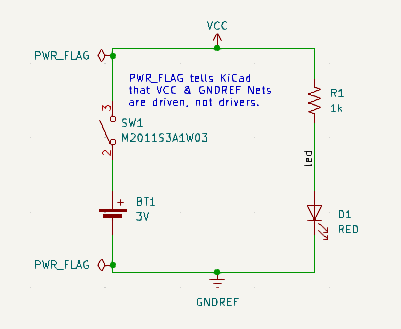 VCC
PWR_FLAG
PWR_FLAG tells KiCad
that VCC & GNDREF Nets
are driven, not drivers.
R1
1k
3
SW1
M2011S3A1W03
2
led
BT1
3V
+
D1
RED
PWR_FLAG
GNDREF